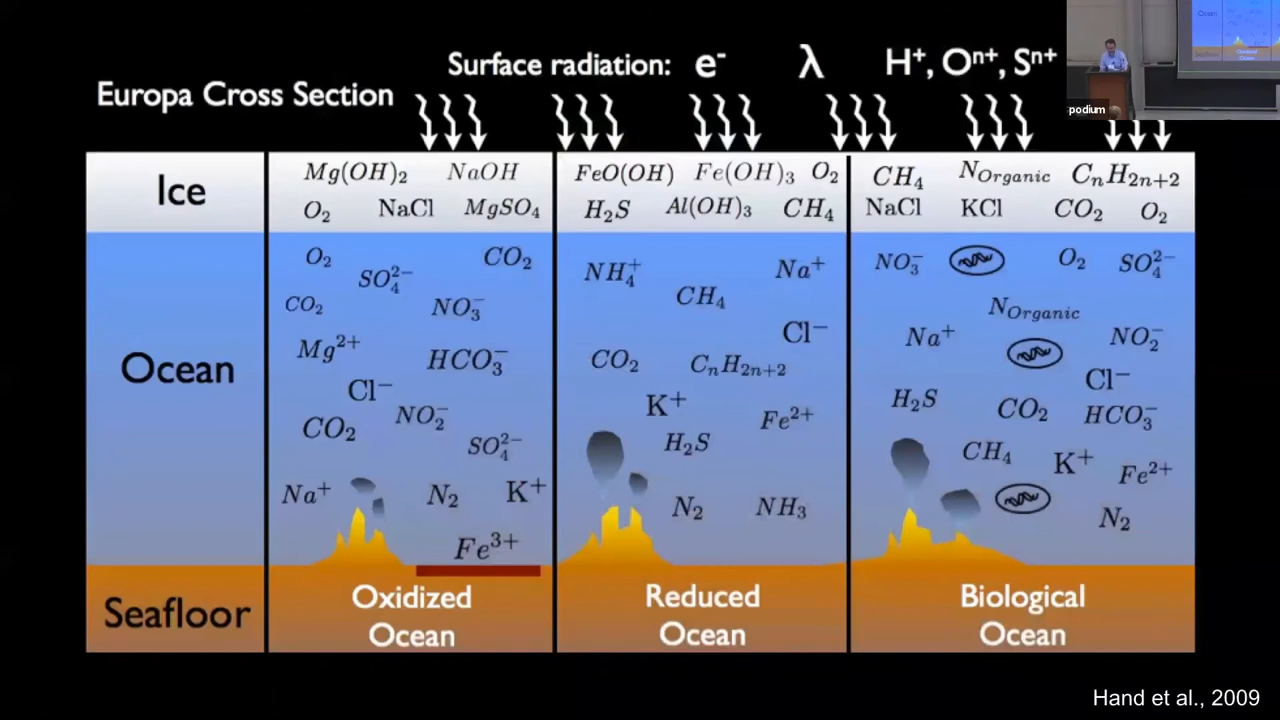 Surface radiation: e⁻ λ H⁺, Oⁿ⁺, Sⁿ⁺
Europa Cross Section
podium
Ice
Mg(OH)₂ NaOH
O₂ NaCl MgSO₄
FeO(OH) Fe(OH)₃ O₂
H₂S Al(OH)₃ CH₄
CH₄ N_Organic CₙH₂ₙ₊₂
NaCl KCl CO₂ O₂
Ocean
O₂ CO₂
SO₄²⁻
CO₂ NO₃⁻
Mg²⁺ HCO₃⁻
Cl⁻
NO₂⁻
CO₂
SO₄²⁻
Na⁺ N₂ K⁺
Fe³⁺
NH₄⁺ Na⁺
CH₄
Cl⁻
CO₂ CₙH₂ₙ₊₂
K⁺
Fe²⁺
H₂S
N₂ NH₃
NO₃⁻ O₂ SO₄²⁻
N_Organic
Na⁺ NO₂⁻
Cl⁻
H₂S CO₂ HCO₃⁻
CH₄ K⁺
Fe²⁺
N₂
Seafloor
Oxidized
Ocean
Reduced
Ocean
Biological
Ocean
Hand et al., 2009